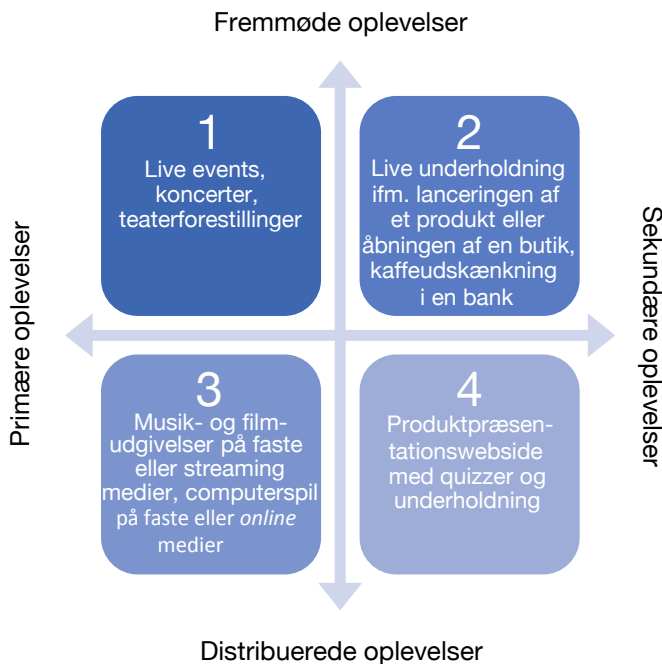 Fremmøde oplevelser
1
Live events,
koncerter,
teaterforestillinger
2
Live underholdning
ifm. lanceringen af
et produkt eller
åbningen af en butik,
kaffeudskænkning
i en bank
Primære oplevelser
Sekundære oplevelser
3
Musik- og film-
udgivelser på faste
eller streaming
medier, computerspil
på faste eller online
medier
4
Produktpræsen-
tationswebside
med quizzer og
underholdning
Distribuerede oplevelser